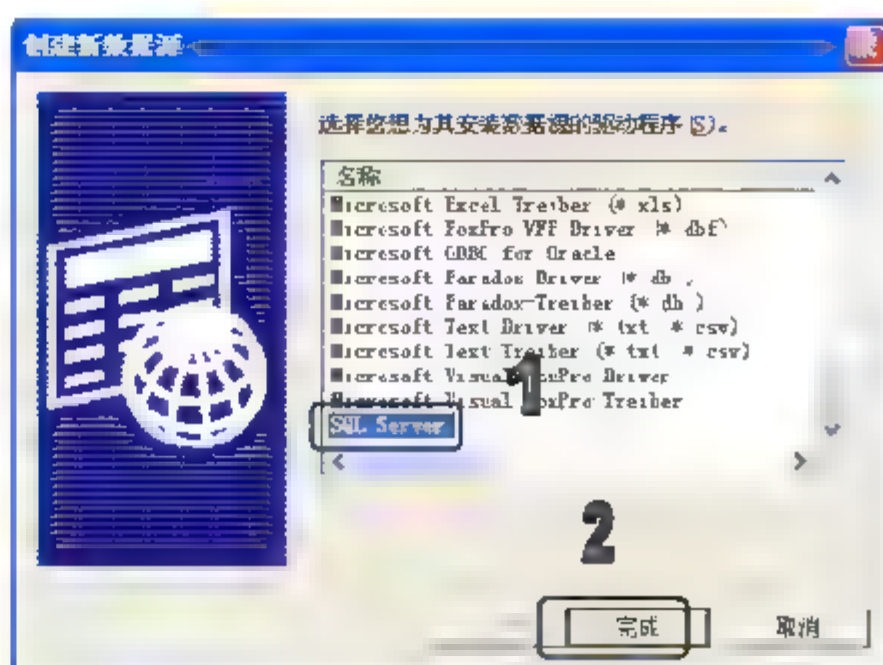 创建新数据源
选择您想为其安装数据源的驱动程序(S)。
名称
Microsoft Excel Treiber (*.xls)
Microsoft FoxPro VFP Driver (*.dbf)
Microsoft ODBC for Oracle
Microsoft Paradox Driver (*.db )
Microsoft Paradox-Treiber (*.db )
Microsoft Text Driver (*.txt; *.csv)
Microsoft Text Treiber (*.txt; *.csv)
Microsoft Visual FoxPro Driver
Microsoft Visual FoxPro Treiber
SQL Server
1
2
完成
取消